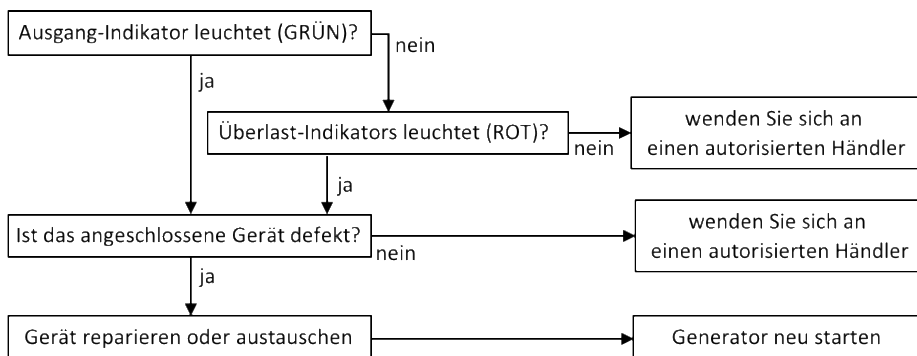 Ausgang-Indikator leuchtet (GRÜN)?
nein
ja
Überlast-Indikators leuchtet (ROT)?
nein
wenden Sie sich an
einen autorisierten Händler
ja
Ist das angeschlossene Gerät defekt?
nein
wenden Sie sich an
einen autorisierten Händler
ja
Gerät reparieren oder austauschen
Generator neu starten